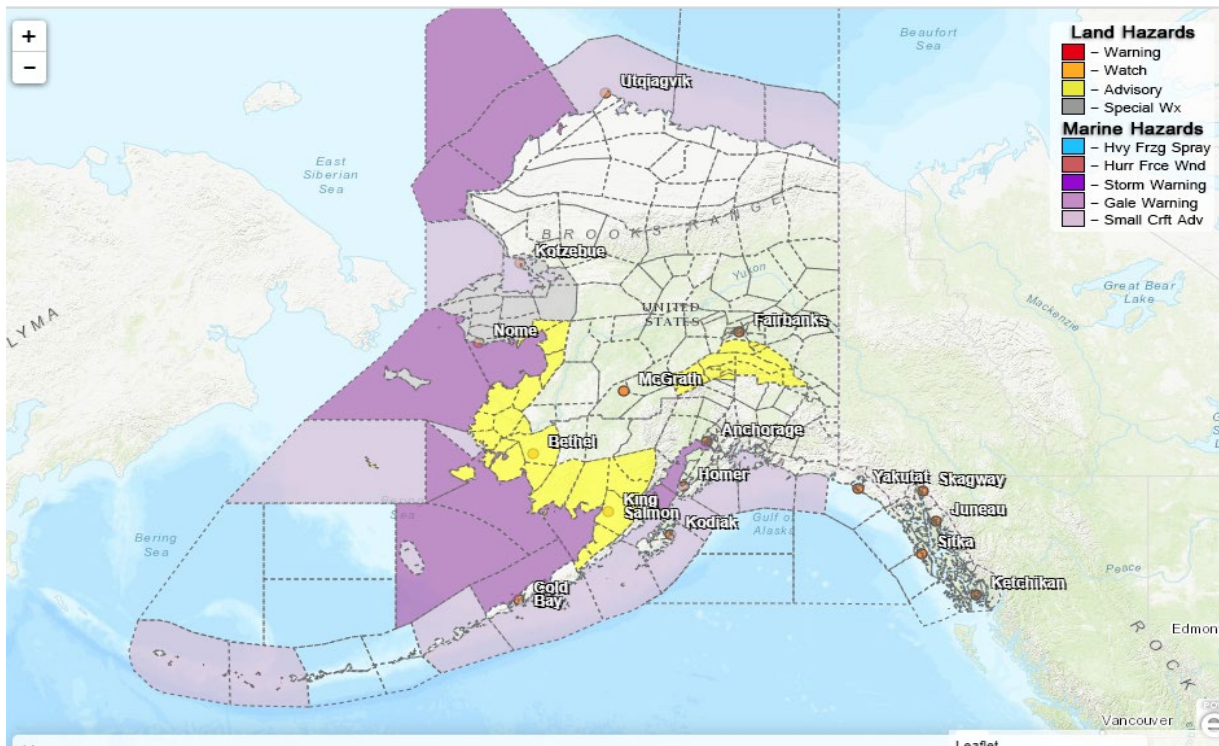 +
−
Land Hazards
– Warning
– Watch
– Advisory
– Special Wx
Marine Hazards
– Hvy Frzg Spray
– Hurr Frce Wnd
– Storm Warning
– Gale Warning
– Small Crft Adv
Beaufort
Sea
Utqiagvik
East
Siberian
Sea
BROOKS RANGE
Kotzebue
Yukon
Great Bear
Lake
Mackenzie
UNITED
STATES
LYMA
Nome
Fairbanks
McGrath
Bethel
Anchorage
Homer
Yakutat
Skagway
King
Salmon
Juneau
Kodiak
Gulf of
Alaska
Sitka
Bering
Sea
Sea
Peace
Cold
Bay
Ketchikan
Edmon
ROCK
Vancouver
Leaflet